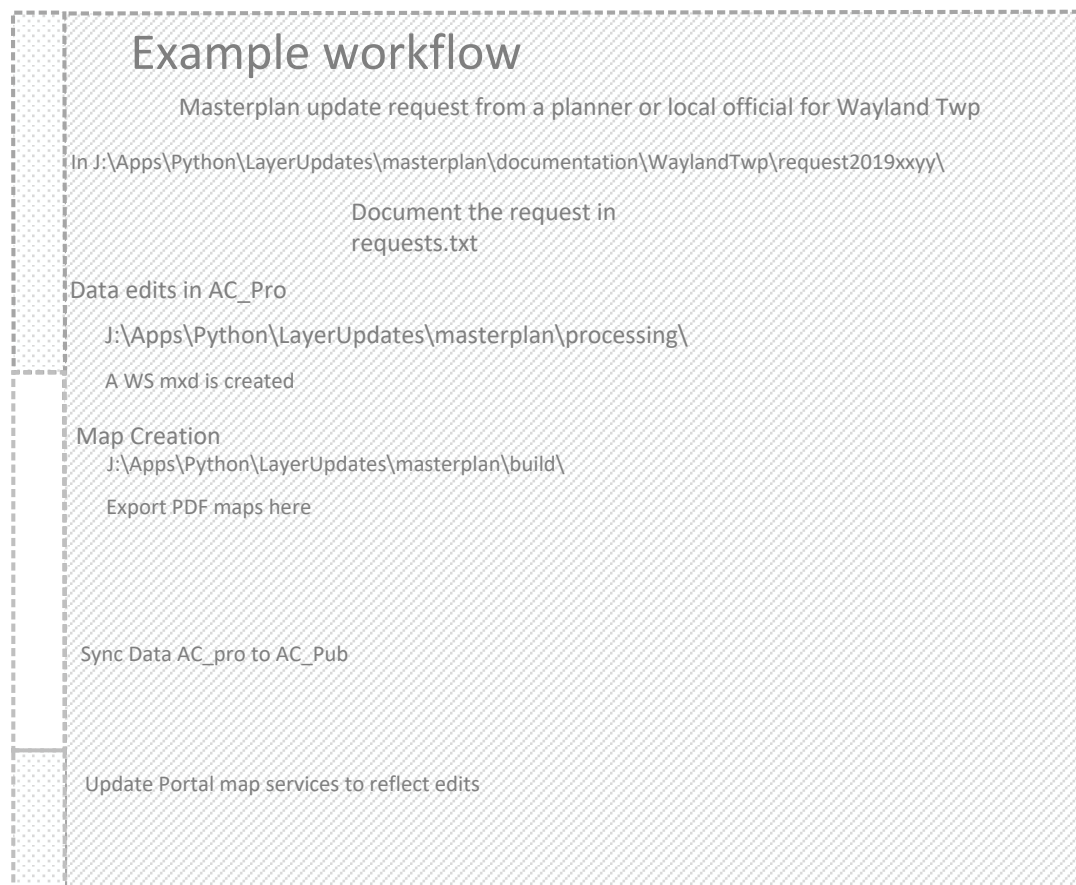 Example workflow
Masterplan update request from a planner or local official for Wayland Twp
In J:\Apps\Python\LayerUpdates\masterplan\documentation\WaylandTwp\request2019xxyy\
Document the request in
requests.txt
Data edits in AC_Pro
J:\Apps\Python\LayerUpdates\masterplan\processing\
A WS mxd is created
Map Creation
J:\Apps\Python\LayerUpdates\masterplan\build\
Export PDF maps here
Sync Data AC_pro to AC_Pub
Update Portal map services to reflect edits